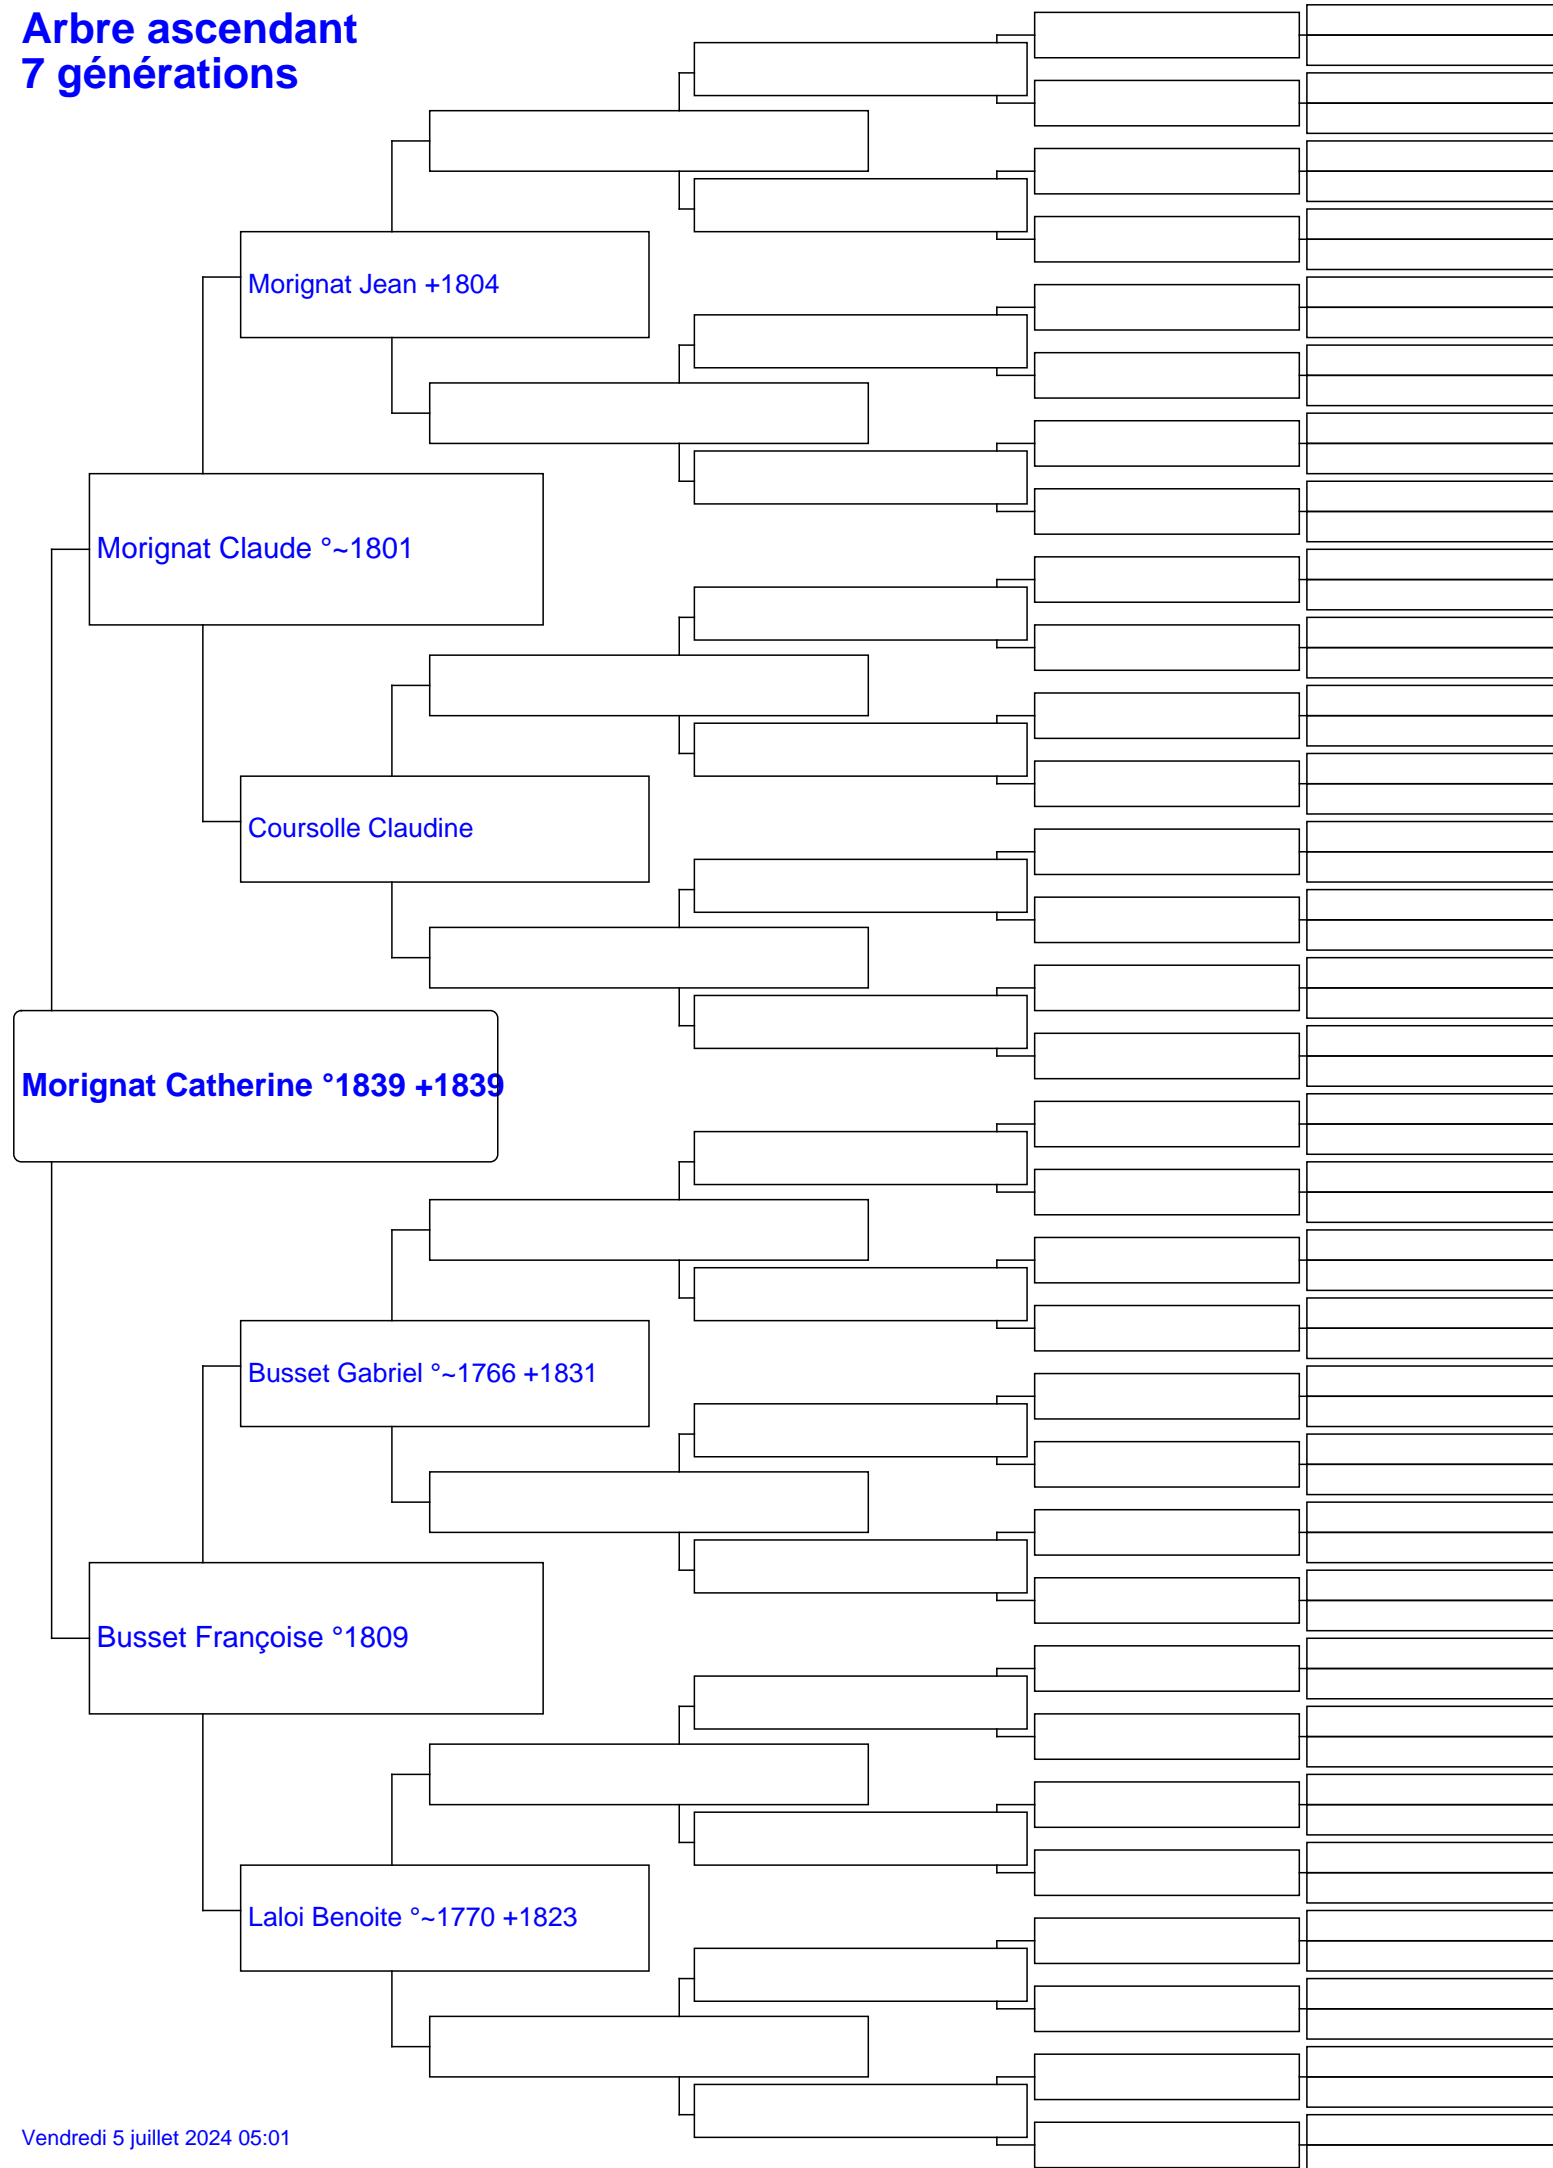 Arbre ascendant
7 générations
Morignat Jean +1804
Morignat Claude °~1801
Coursolle Claudine
Morignat Catherine °1839 +1839
Busset Gabriel °~1766 +1831
Busset Françoise °1809
Laloi Benoite °~1770 +1823
Vendredi 5 juillet 2024 05:01